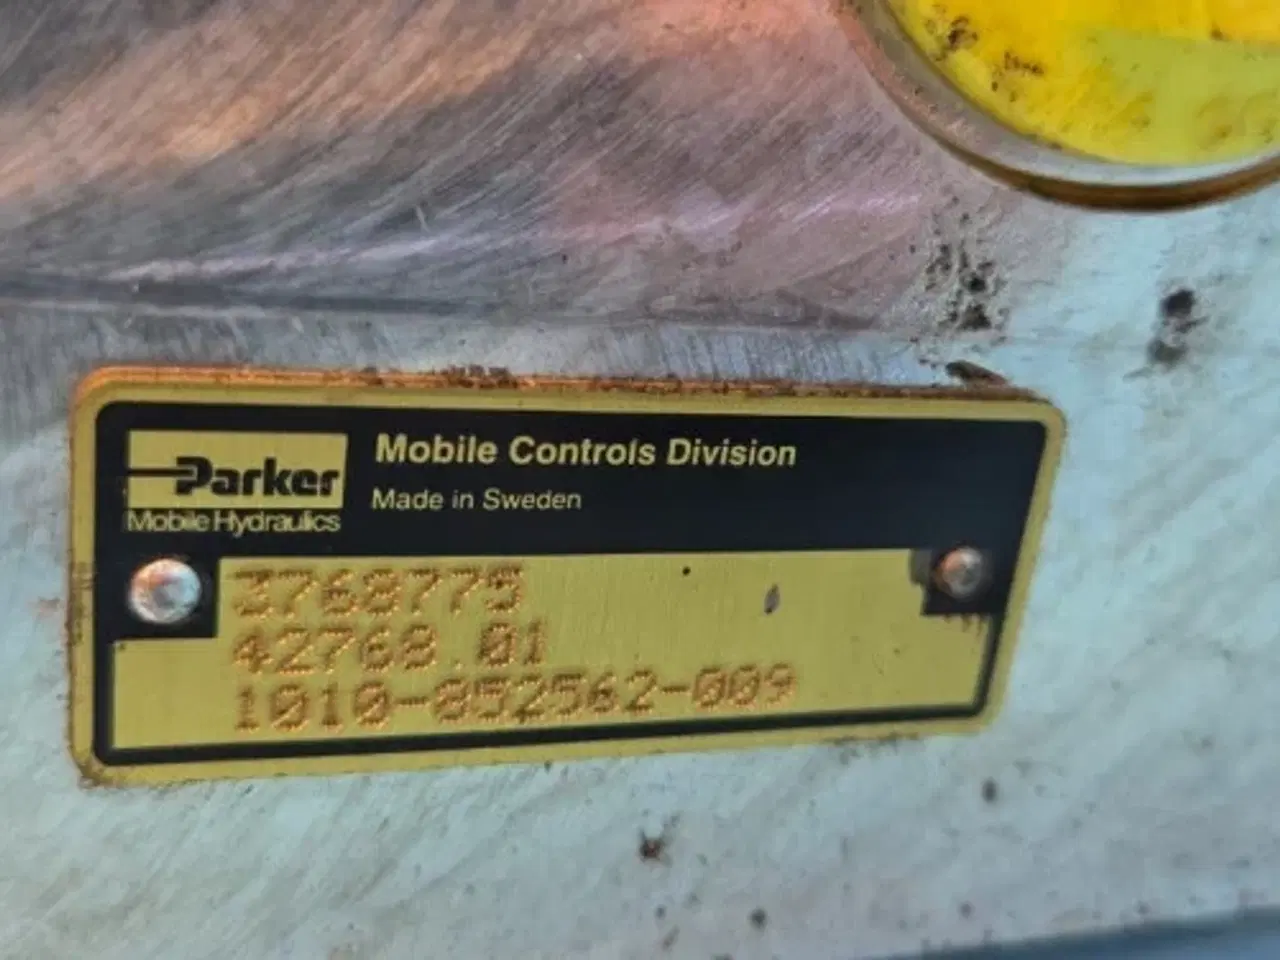 Parker
Mobile Hydraulics
Mobile Controls Division
Made in Sweden
3768775
42768.01
1010-852562-009